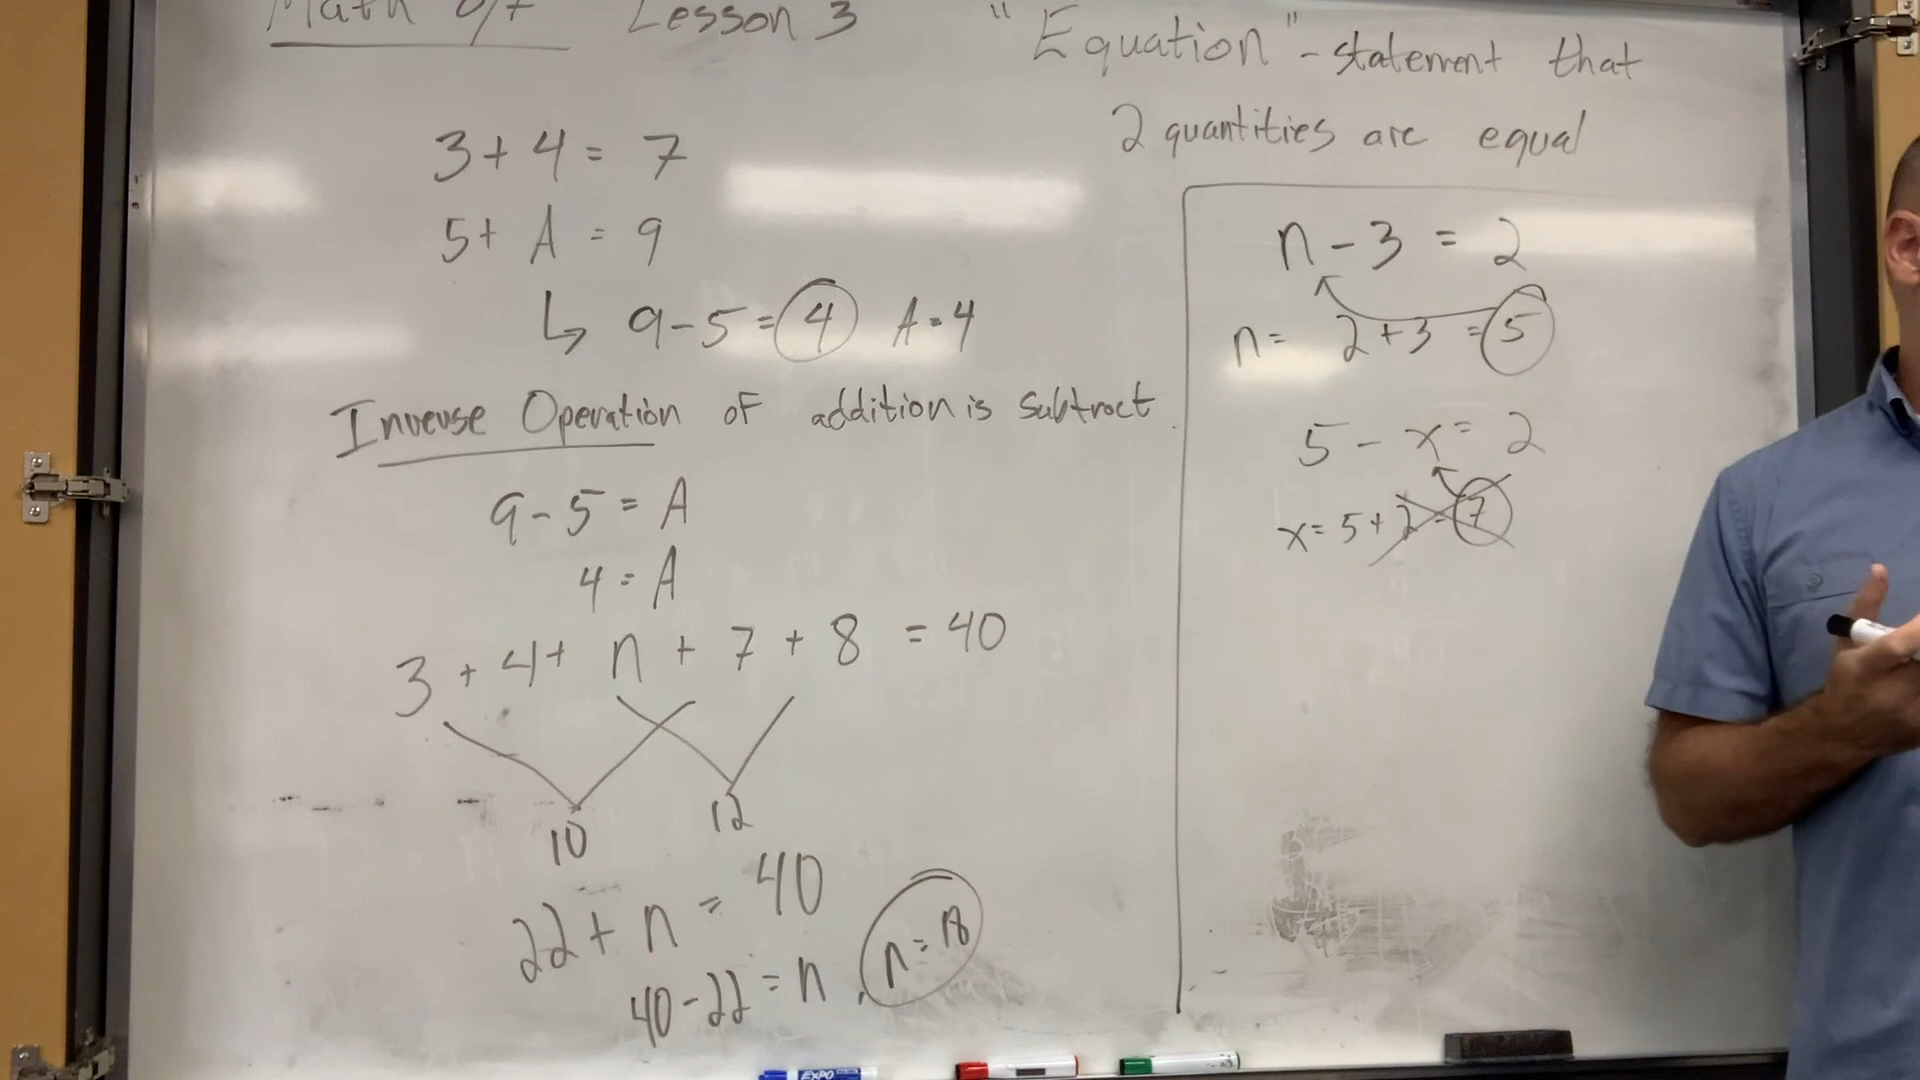 Math 8/7 Lesson 3
3 + 4 = 7
5 + A = 9
↳ 9 - 5 = 4 A = 4
Inverse Operation of addition is subtract
9 - 5 = A
4 = A
3 + 4 + n + 7 + 8 = 40
10 12
22 + n = 40
40 - 22 = n, n = 18
"Equation" - statement that
2 quantities are equal
n - 3 = 2
n = 2 + 3 = 5
5 - x = 2
x = 5 + 2 = 7
EXPO